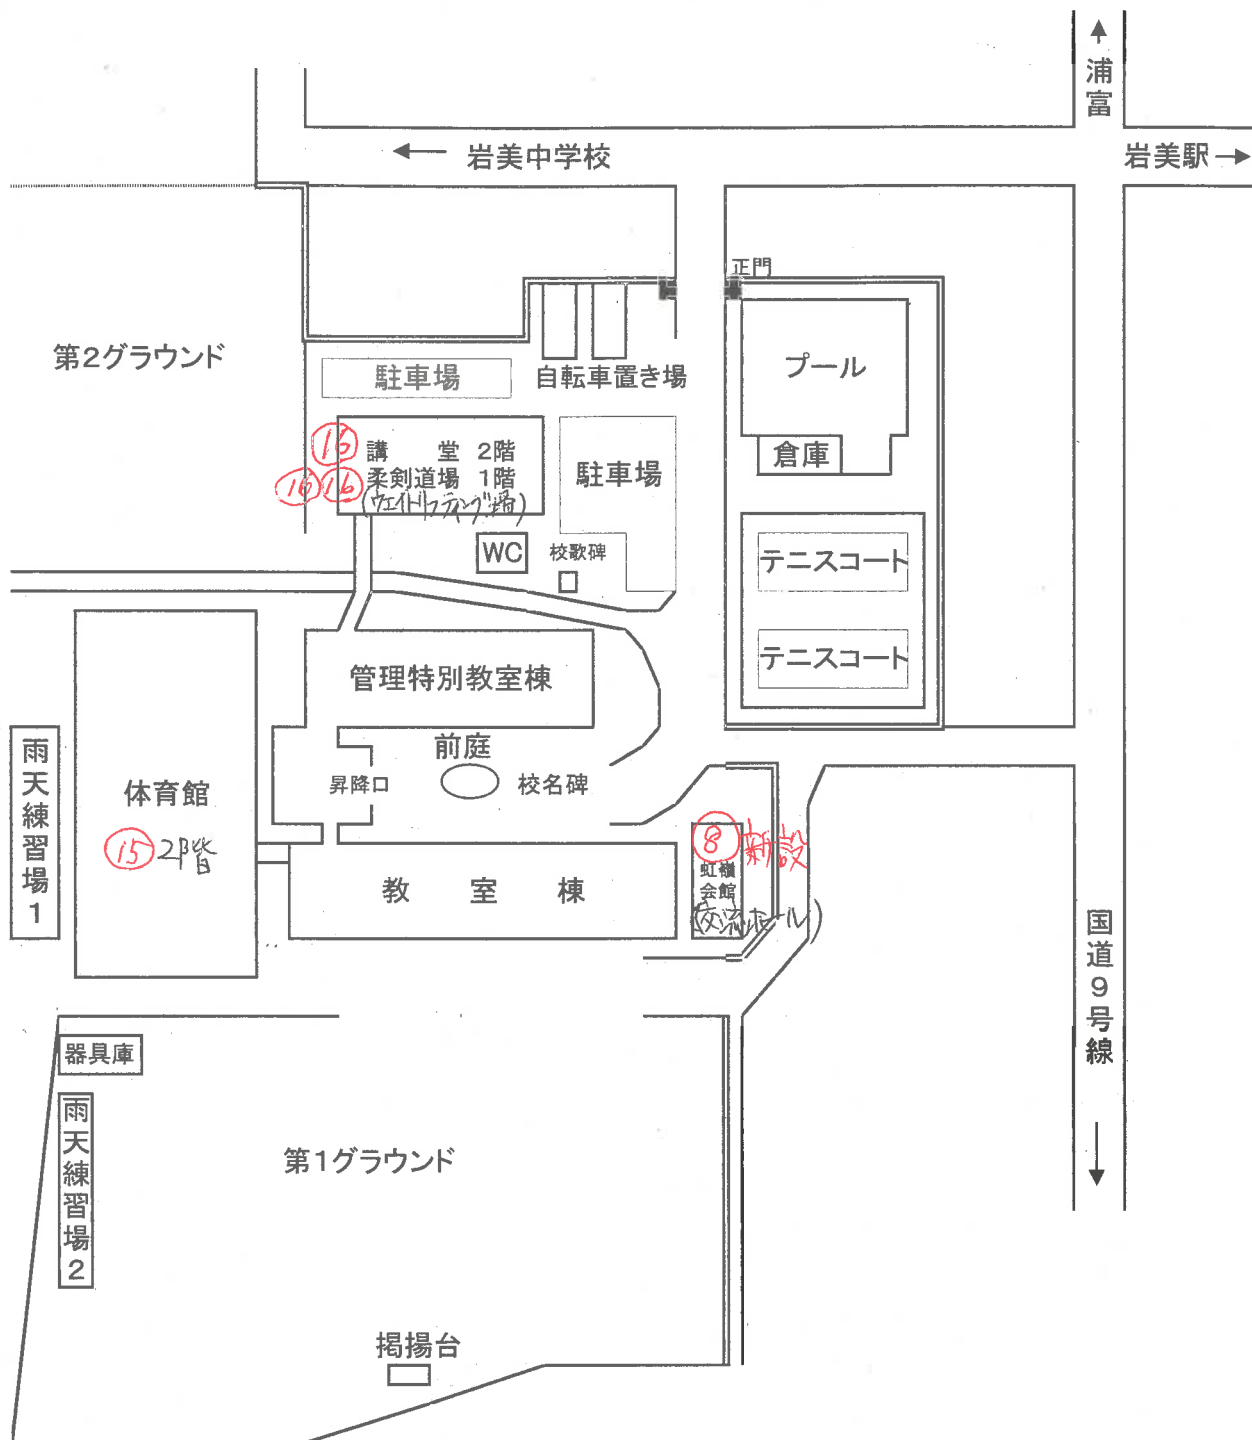 浦富
岩美中学校
岩美駅
正門
第2グラウンド
駐車場
自転車置き場
プール
倉庫
⑯
講　堂 2階
⑯ ⑯
柔剣道場 1階
(ウエイトリフティング場)
駐車場
WC
校歌碑
テニスコート
テニスコート
管理特別教室棟
前庭
昇降口
校名碑
雨天練習場1
体育館
⑮ 2階
教　室　棟
⑧ 新設
虹嶺
会館
(交流ホール)
国道9号線
器具庫
雨天練習場2
第1グラウンド
掲揚台